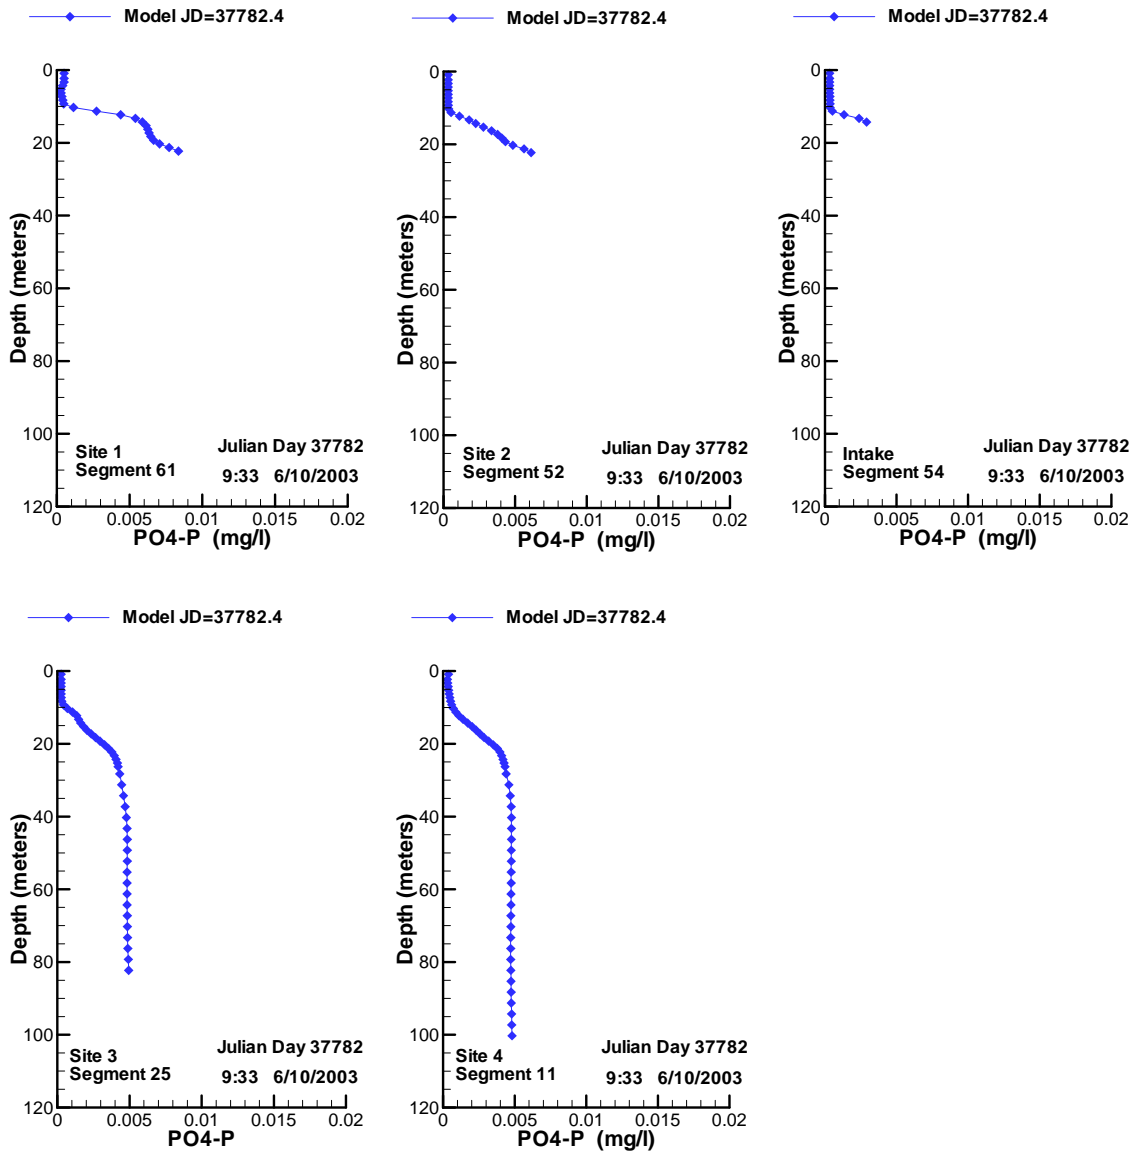 Model JD=37782.4
0
20
40
60
80
100
120
Depth (meters)
Site 1
Segment 61
Julian Day 37782
9:33 6/10/2003
0 0.005 0.01 0.015 0.02
PO4-P (mg/l)
Model JD=37782.4
0
20
40
60
80
100
120
Depth (meters)
Site 2
Segment 52
Julian Day 37782
9:33 6/10/2003
0 0.005 0.01 0.015 0.02
PO4-P (mg/l)
Model JD=37782.4
0
20
40
60
80
100
120
Depth (meters)
Intake
Segment 54
Julian Day 37782
9:33 6/10/2003
0 0.005 0.01 0.015 0.02
PO4-P (mg/l)
Model JD=37782.4
0
20
40
60
80
100
120
Depth (meters)
Site 3
Segment 25
Julian Day 37782
9:33 6/10/2003
0 0.005 0.01 0.015 0.02
PO4-P
Model JD=37782.4
0
20
40
60
80
100
120
Depth (meters)
Site 4
Segment 11
Julian Day 37782
9:33 6/10/2003
0 0.005 0.01 0.015 0.02
PO4-P (mg/l)